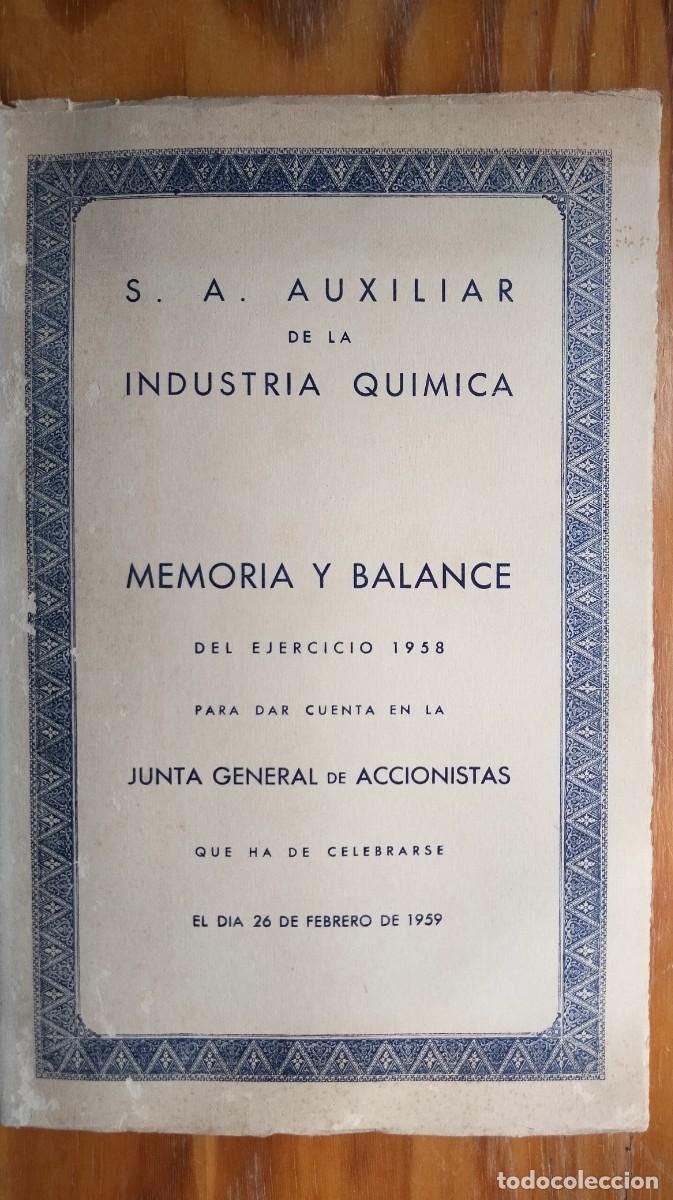 S. A. AUXILIAR
DE LA
INDUSTRIA QUIMICA
MEMORIA Y BALANCE
DEL EJERCICIO 1958
PARA DAR CUENTA EN LA
JUNTA GENERAL DE ACCIONISTAS
QUE HA DE CELEBRARSE
EL DIA 26 DE FEBRERO DE 1959
todocoleccion